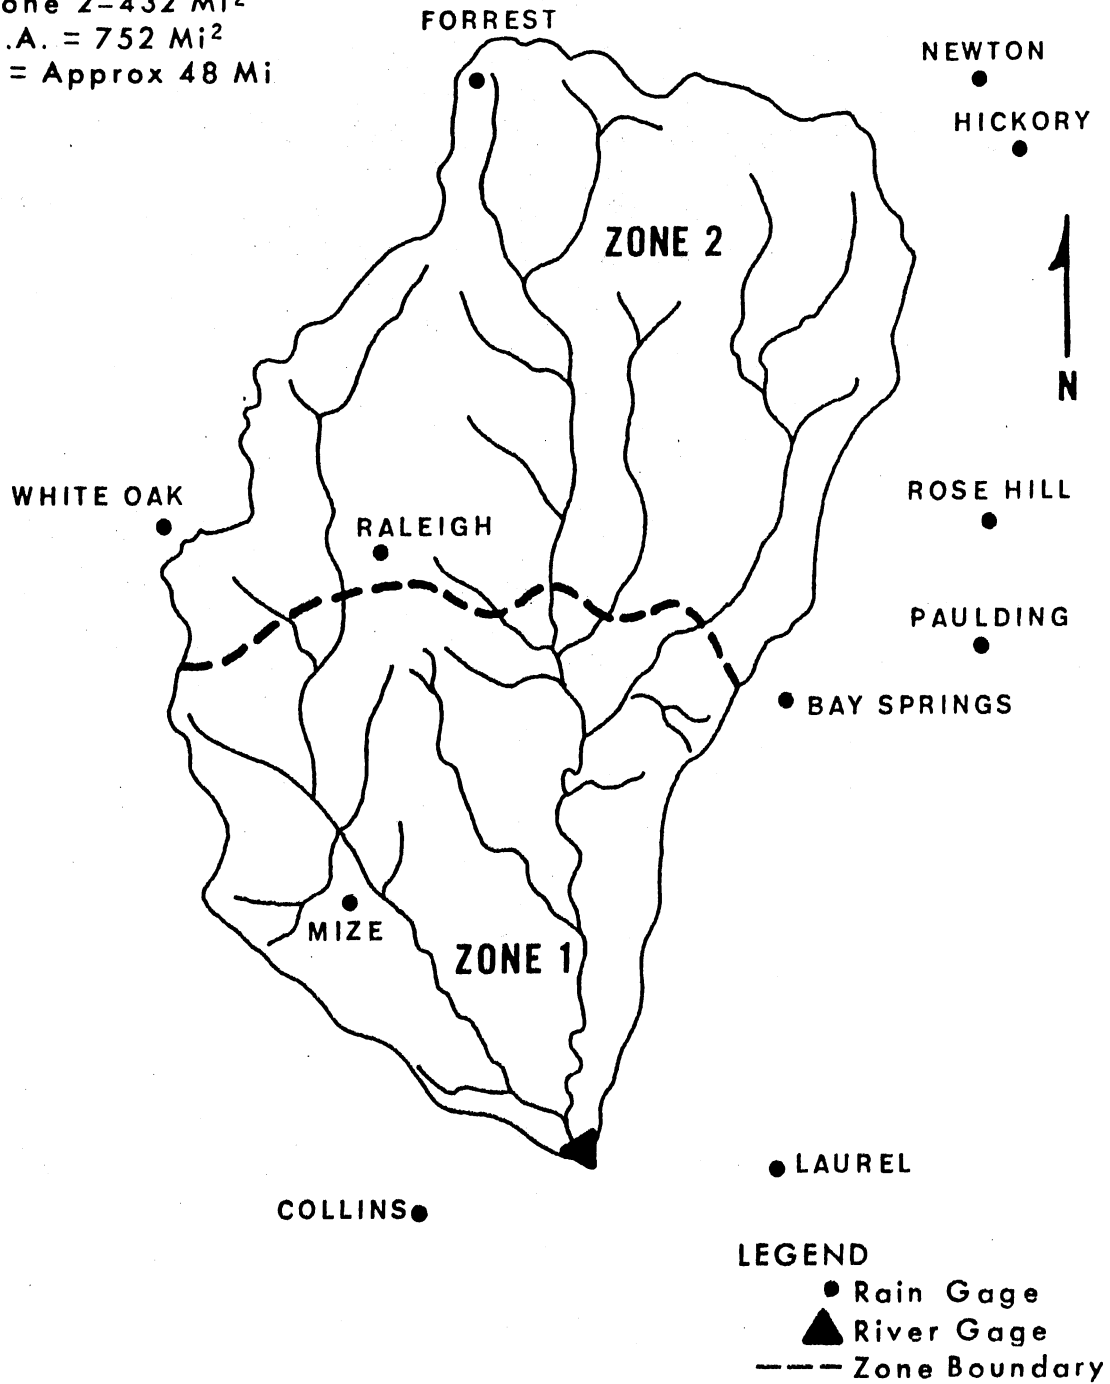 one 2–432 Mi²
.A. = 752 Mi²
= Approx 48 Mi
FORREST
NEWTON
HICKORY
ZONE 2
N
WHITE OAK
RALEIGH
ROSE HILL
PAULDING
BAY SPRINGS
MIZE
ZONE 1
LAUREL
COLLINS
LEGEND
Rain Gage
River Gage
Zone Boundary